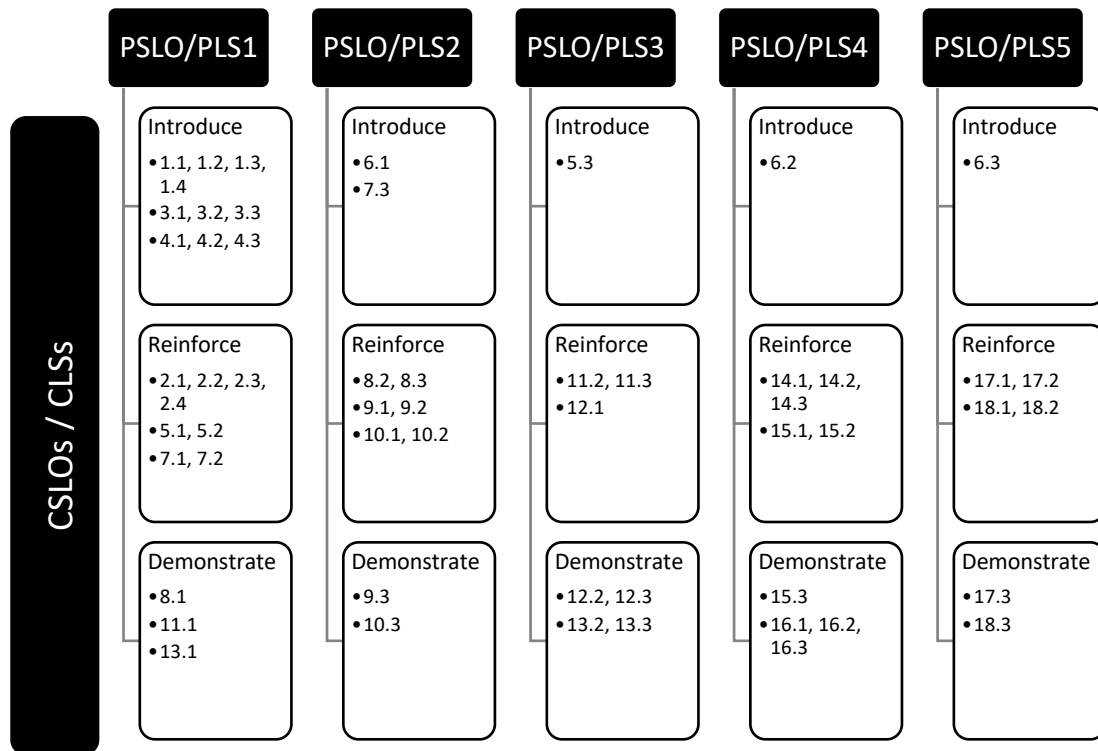 PSLO/PLS1
PSLO/PLS2
PSLO/PLS3
PSLO/PLS4
PSLO/PLS5
CSLOs / CLSs
Introduce
•1.1, 1.2, 1.3,
1.4
•3.1, 3.2, 3.3
•4.1, 4.2, 4.3
Reinforce
•2.1, 2.2, 2.3,
2.4
•5.1, 5.2
•7.1, 7.2
Demonstrate
•8.1
•11.1
•13.1
Introduce
•6.1
•7.3
Reinforce
•8.2, 8.3
•9.1, 9.2
•10.1, 10.2
Demonstrate
•9.3
•10.3
Introduce
•5.3
Reinforce
•11.2, 11.3
•12.1
Demonstrate
•12.2, 12.3
•13.2, 13.3
Introduce
•6.2
Reinforce
•14.1, 14.2,
14.3
•15.1, 15.2
Demonstrate
•15.3
•16.1, 16.2,
16.3
Introduce
•6.3
Reinforce
•17.1, 17.2
•18.1, 18.2
Demonstrate
•17.3
•18.3